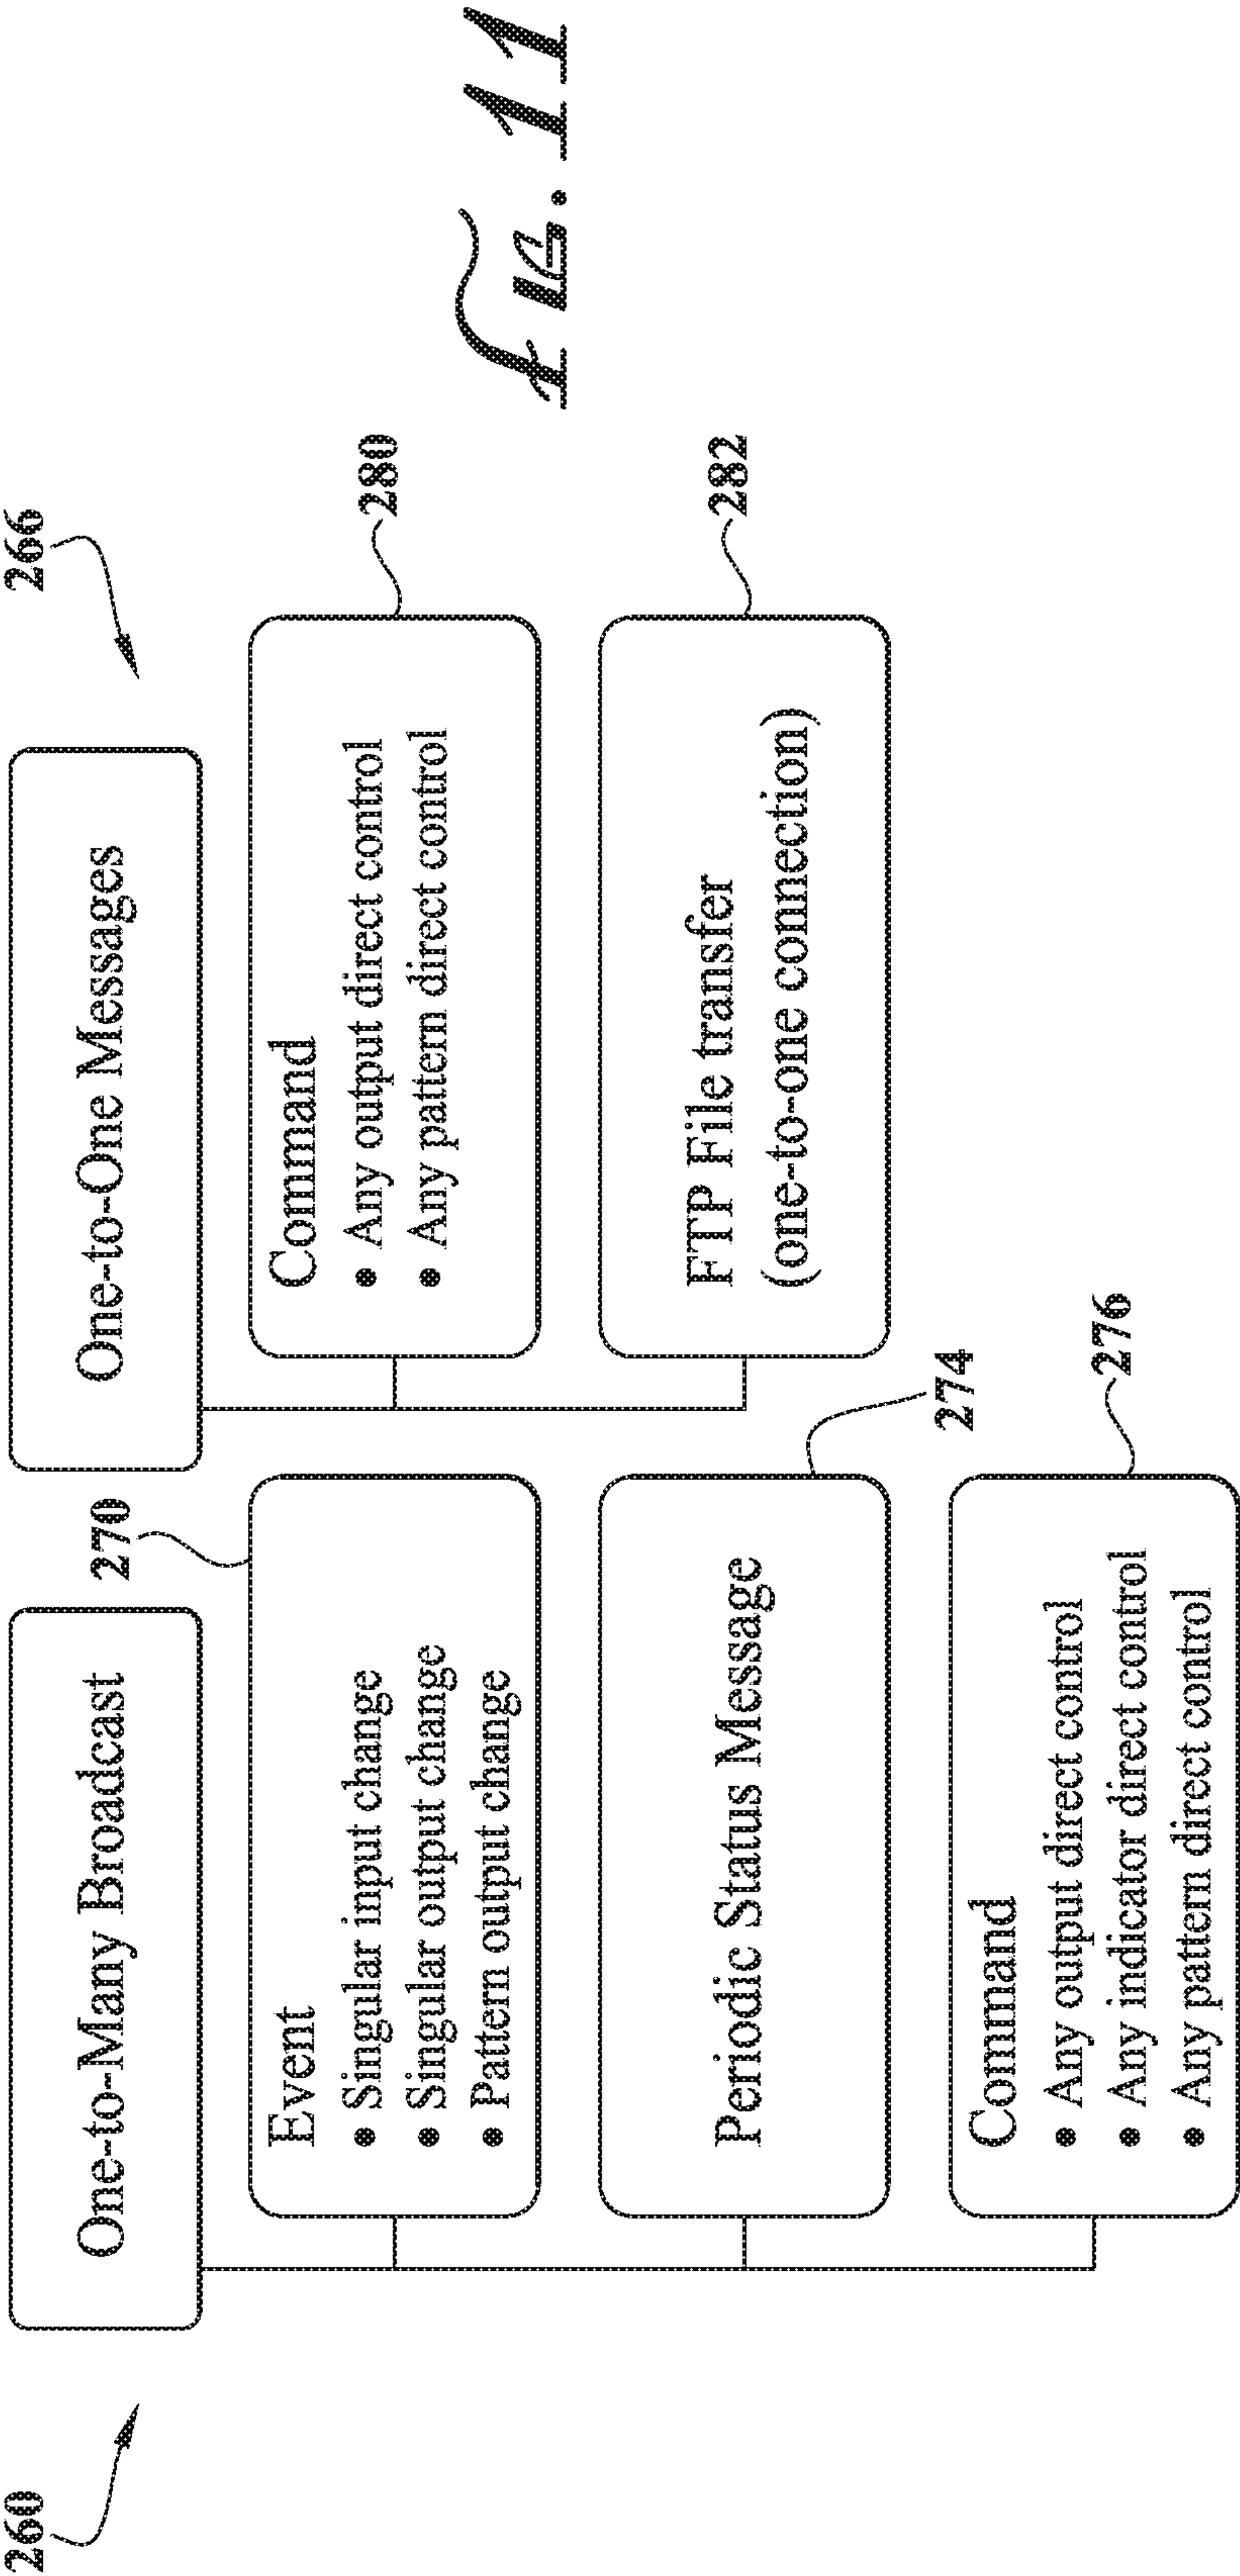 260
One-to-Many Broadcast
270
Event
• Singular input change
• Singular output change
• Pattern output change
Periodic Status Message
274
Command
• Any output direct control
• Any indicator direct control
• Any pattern direct control
276
266
One-to-One Messages
Command
• Any output direct control
• Any pattern direct control
280
FTP File transfer
(one-to-one connection)
282
FIG. 11